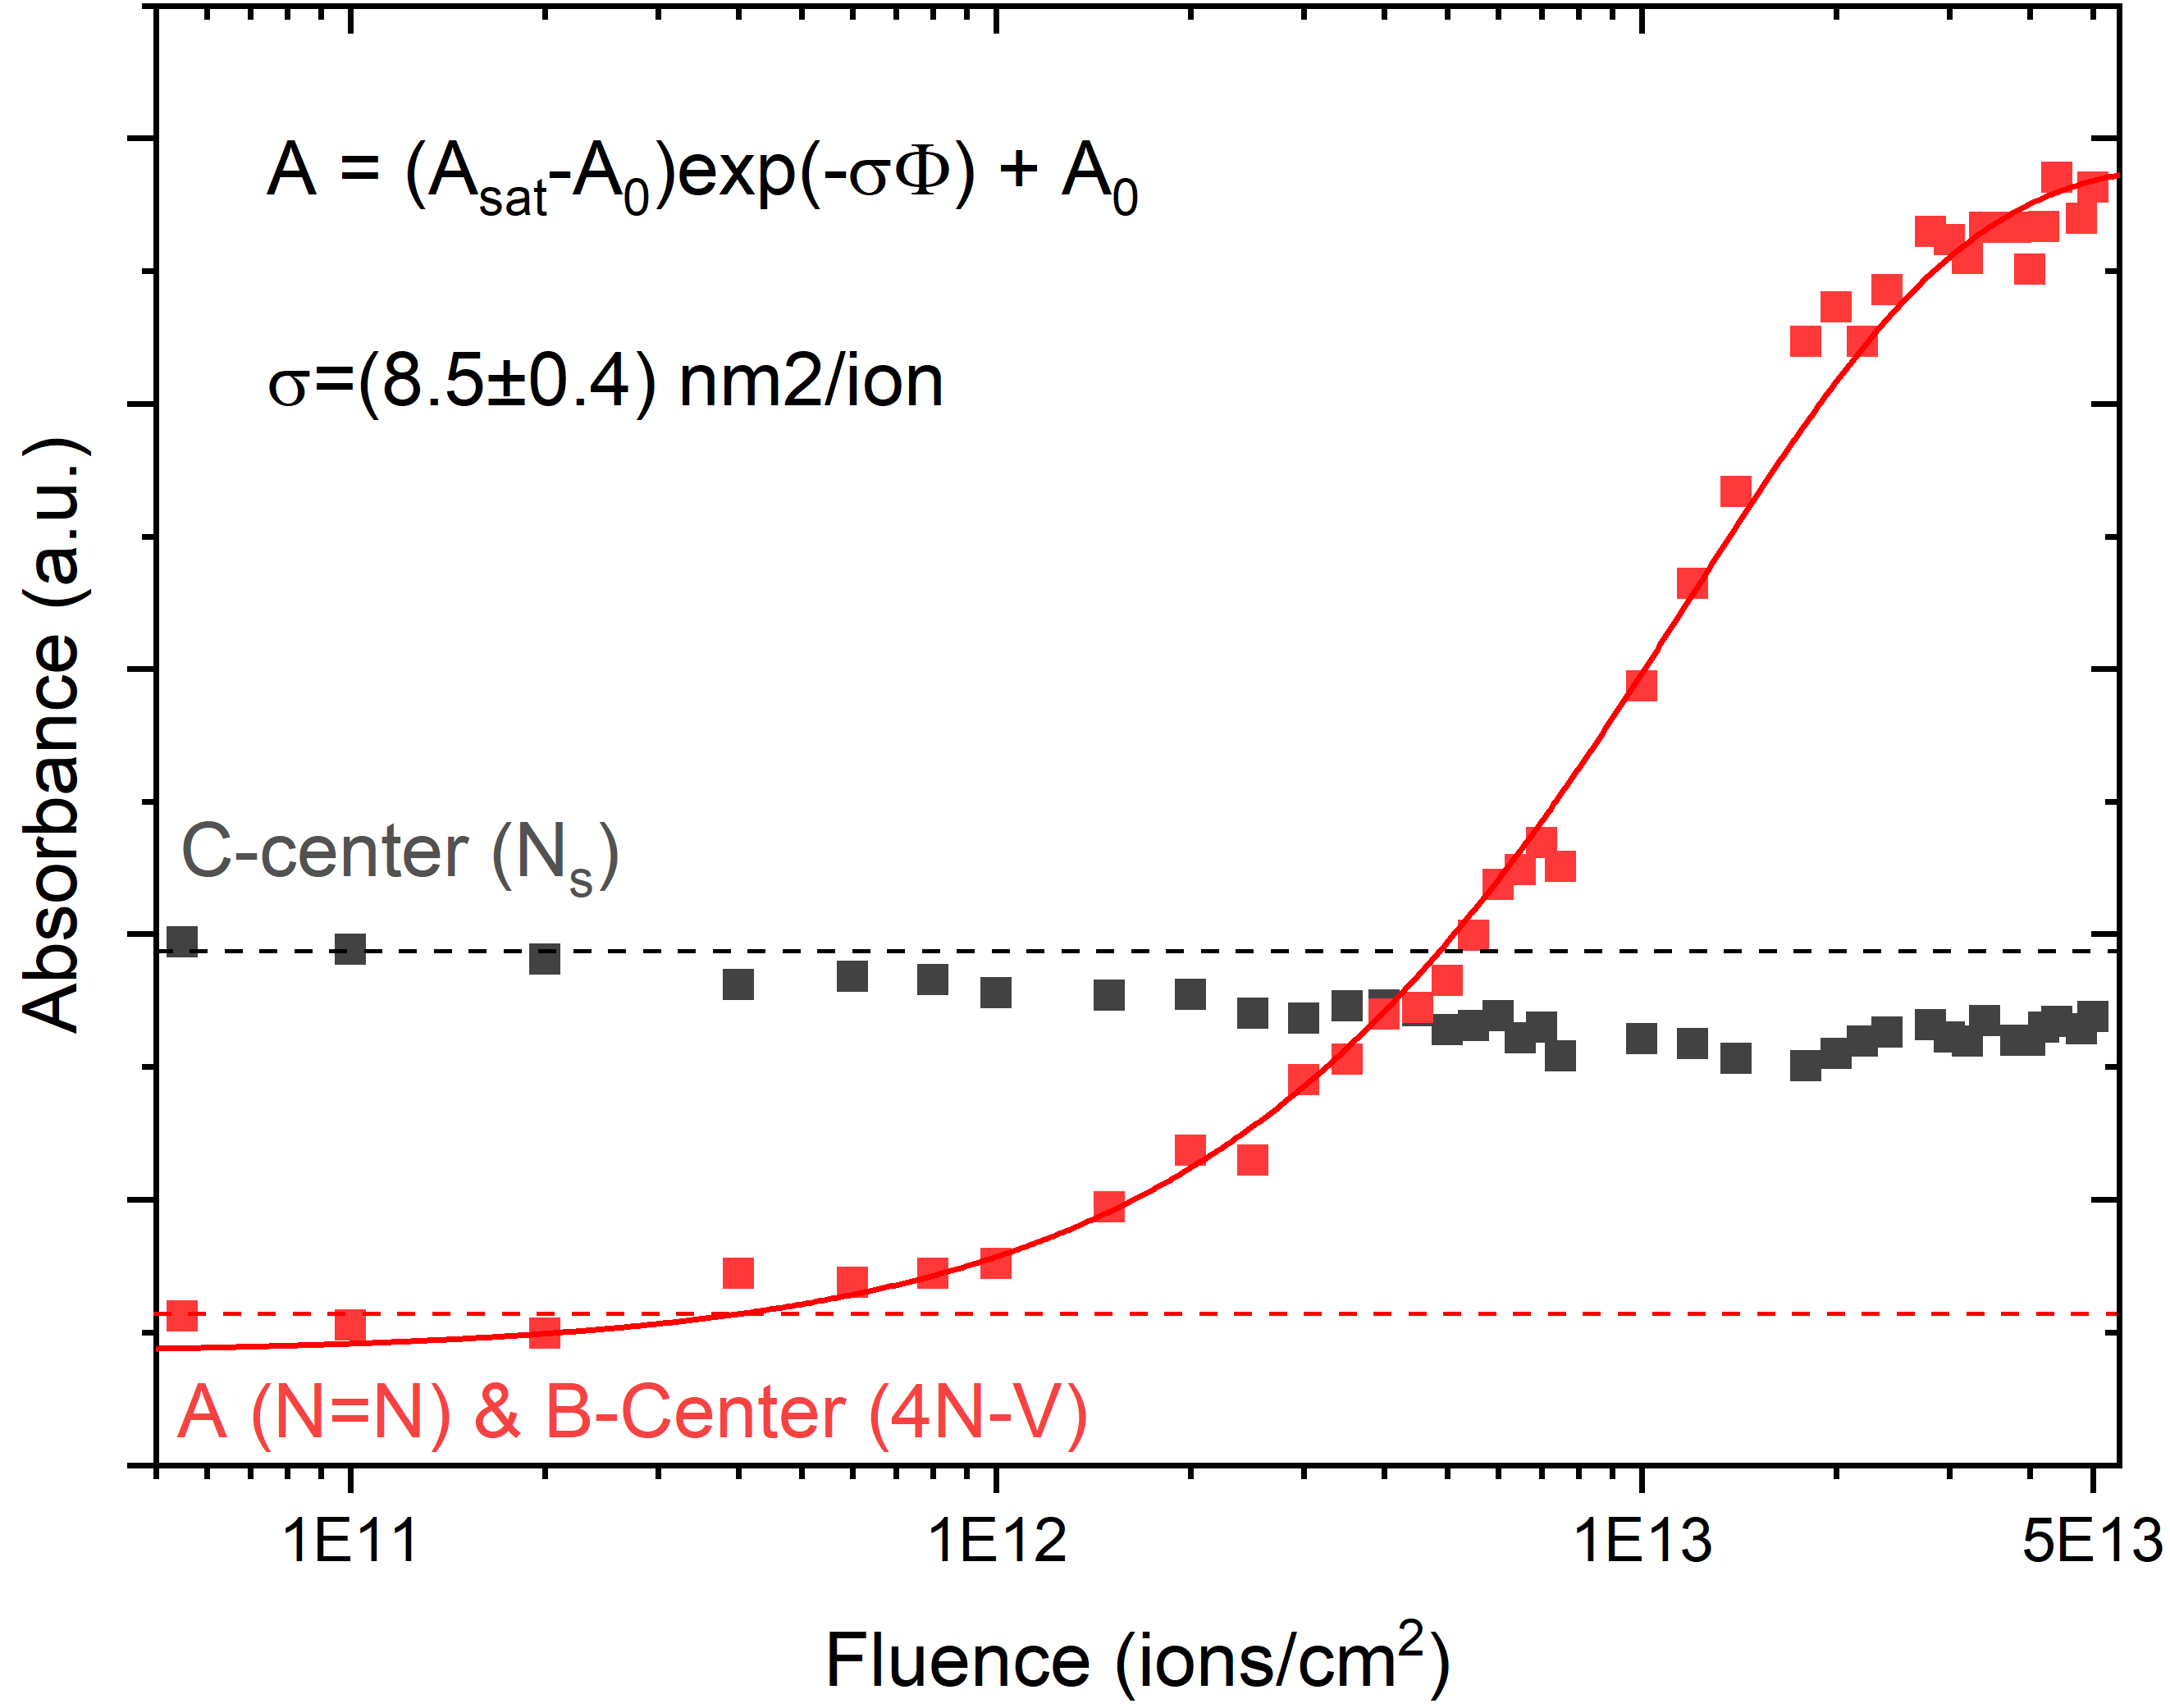 A = (Asat-A0)exp(-σΦ) + A0
σ=(8.5±0.4) nm2/ion
Absorbance (a.u.)
C-center (Ns)
A (N=N) & B-Center (4N-V)
1E11 1E12 1E13 5E13
Fluence (ions/cm2)